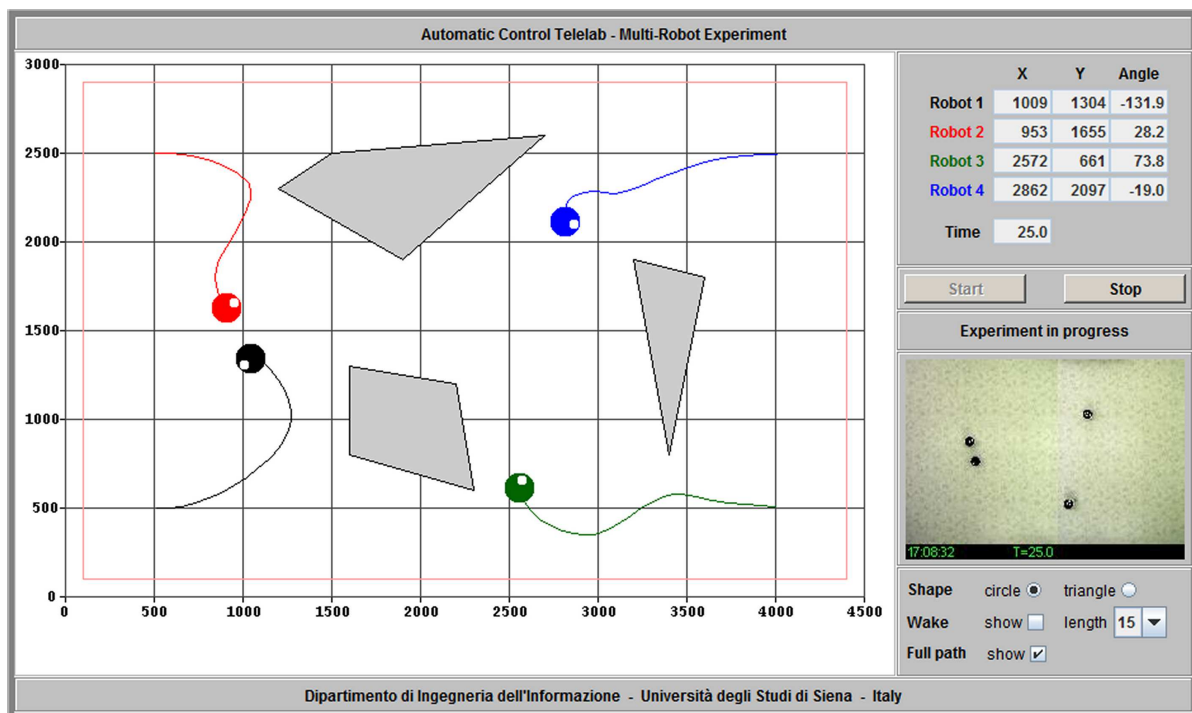 Automatic Control Telelab - Multi-Robot Experiment
3000
2500
2000
1500
1000
500
0
0 500 1000 1500 2000 2500 3000 3500 4000 4500
X Y Angle
Robot 1 1009 1304 -131.9
Robot 2 953 1655 28.2
Robot 3 2572 661 73.8
Robot 4 2862 2097 -19.0
Time 25.0
Start Stop
Experiment in progress
17:08:32 T=25.0
Shape circle triangle
Wake show length 15
Full path show
Dipartimento di Ingegneria dell'Informazione - Università degli Studi di Siena - Italy